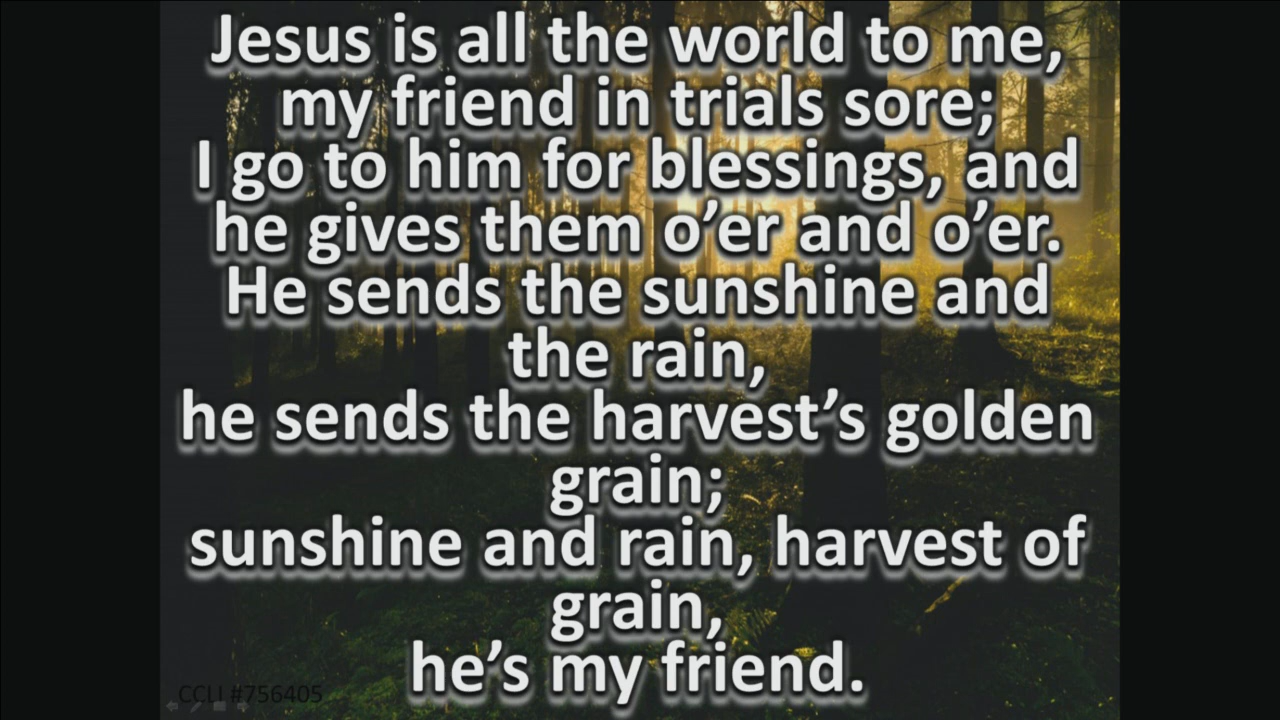 Jesus is all the world to me,
my friend in trials sore;
I go to him for blessings, and
he gives them o’er and o’er.
He sends the sunshine and
the rain,
he sends the harvest’s golden
grain;
sunshine and rain, harvest of
grain,
he’s my friend.
CCLI #756405